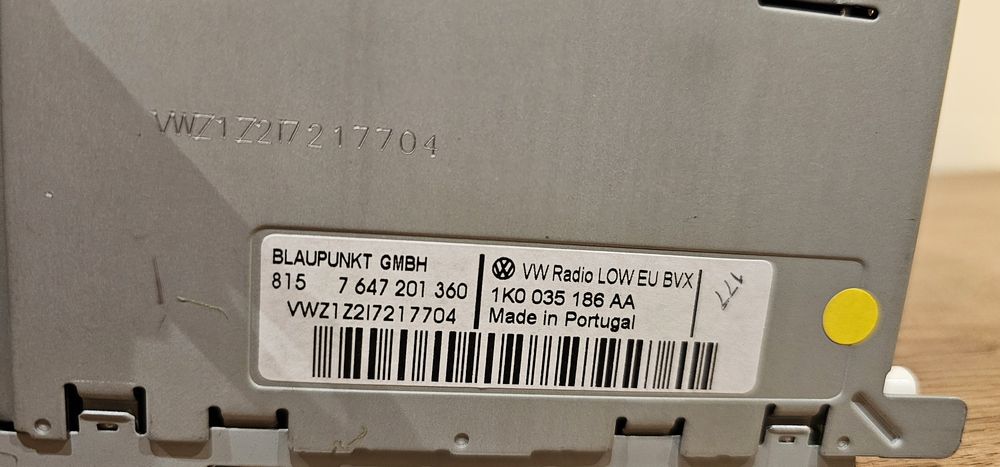 VWZ1Z2I7217704
BLAUPUNKT GMBH
815 7 647 201 360
VWZ1Z2I7217704
VW Radio LOW EU BVX
1K0 035 186 AA
Made in Portugal